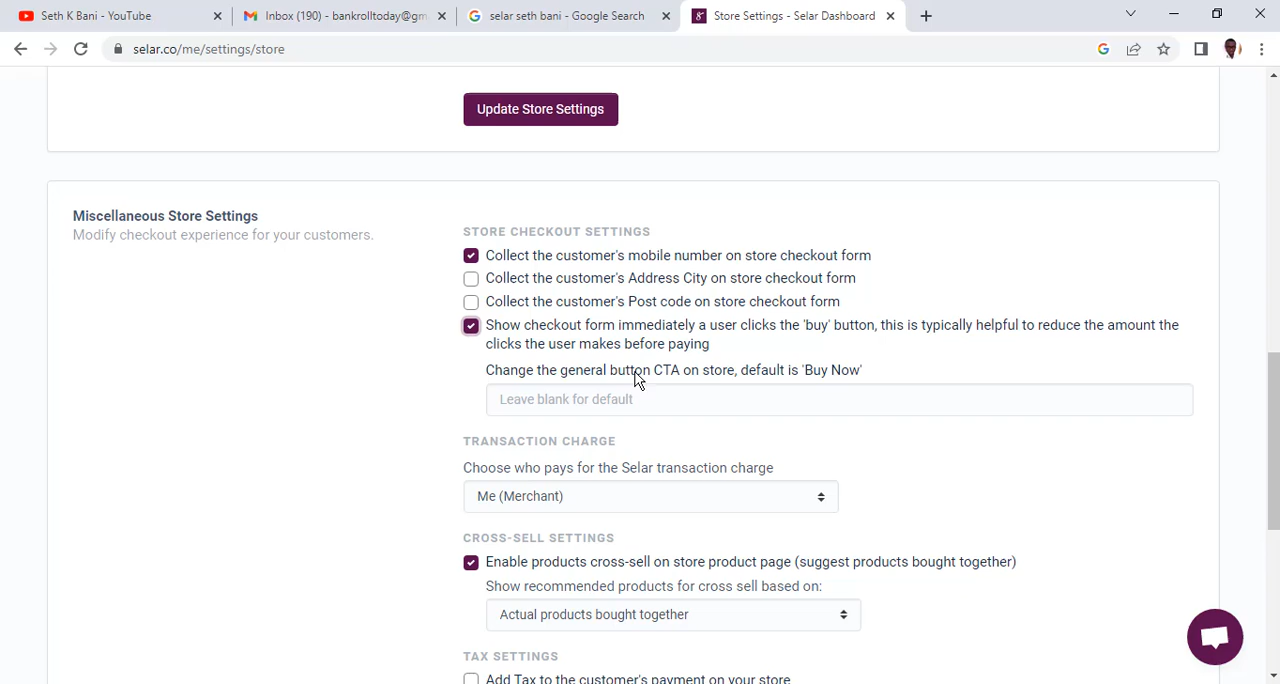 Seth K Bani - YouTube
Inbox (190) - bankrolltoday@gm
selar seth bani - Google Search
Store Settings - Selar Dashboard
selar.co/me/settings/store
Update Store Settings
Miscellaneous Store Settings
Modify checkout experience for your customers.
STORE CHECKOUT SETTINGS
Collect the customer's mobile number on store checkout form
Collect the customer's Address City on store checkout form
Collect the customer's Post code on store checkout form
Show checkout form immediately a user clicks the 'buy' button, this is typically helpful to reduce the amount the
clicks the user makes before paying
Change the general button CTA on store, default is 'Buy Now'
Leave blank for default
TRANSACTION CHARGE
Choose who pays for the Selar transaction charge
Me (Merchant)
CROSS-SELL SETTINGS
Enable products cross-sell on store product page (suggest products bought together)
Show recommended products for cross sell based on:
Actual products bought together
TAX SETTINGS
Add Tax to the customer's payment on your store